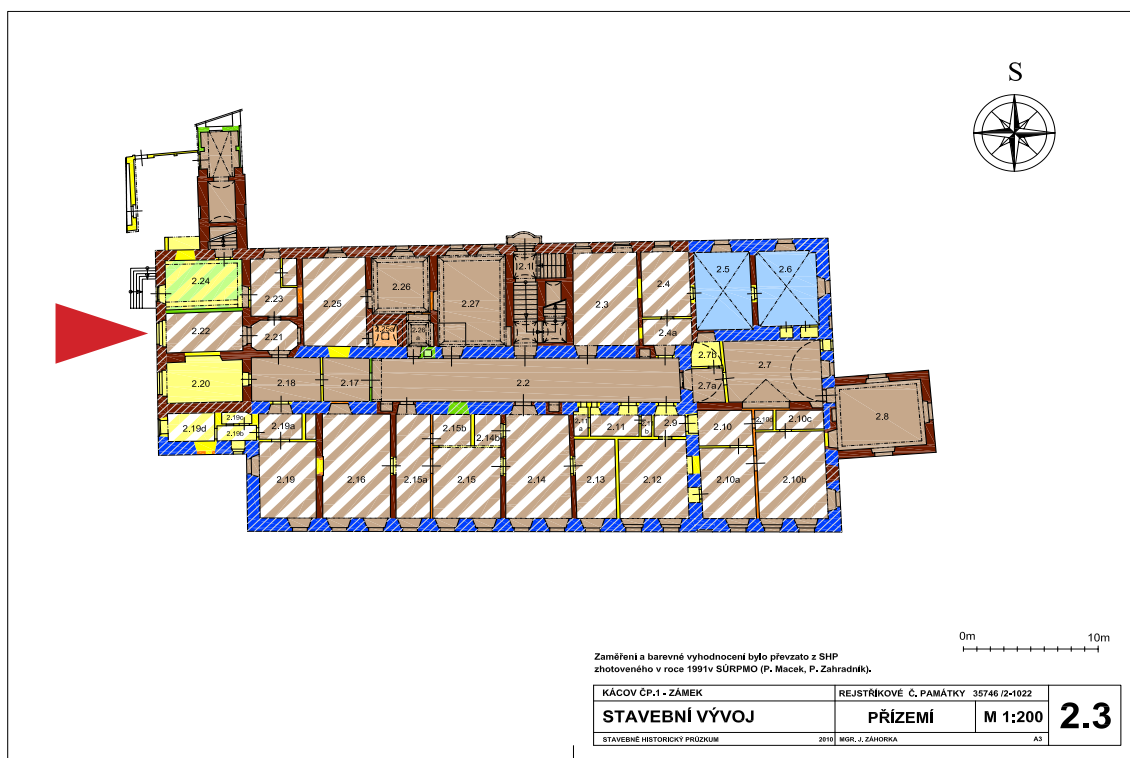 S
2.24
2.23
2.25
2.26
2.27
2.3
2.4
2.5
2.6
2.22
2.21
2.4a
2.20
2.18
2.17
2.2
2.7b
2.7
2.7a
2.8
2.19d
2.19c
2.19b
2.19a
2.15b
2.14b
2.11
a
2.11
2.11
b
2.9
2.10
2.10d
2.10c
2.19
2.16
2.15a
2.15
2.14
2.13
2.12
2.10a
2.10b
0m
10m
Zaměření a barevné vyhodnocení bylo převzato z SHP
zhotoveného v roce 1991v SÚRPMO (P. Macek, P. Zahradník).
KÁCOV ČP.1 - ZÁMEK
REJSTŘÍKOVÉ Č. PAMÁTKY 35746 /2-1022
STAVEBNÍ VÝVOJ
PŘÍZEMÍ
M 1:200
2.3
STAVEBNĚ HISTORICKÝ PRŮZKUM
2010
MGR. J. ZÁHORKA
A3